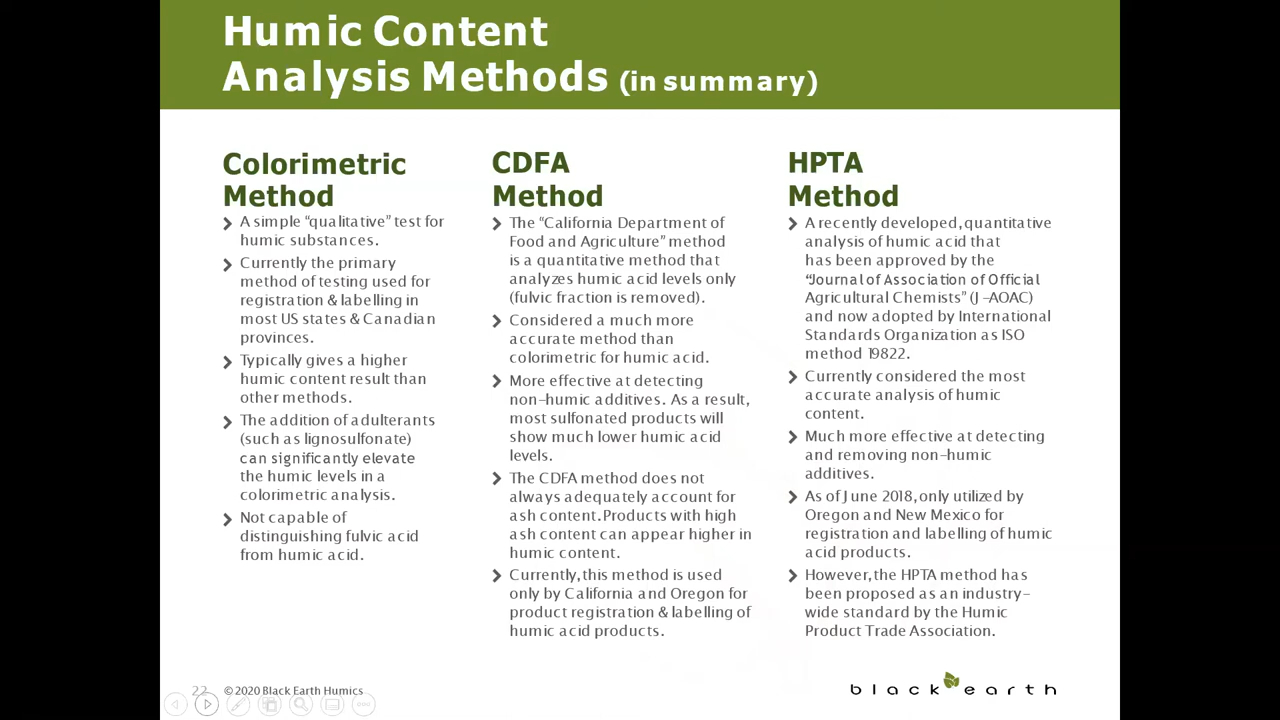 Humic Content
Analysis Methods (in summary)
Colorimetric
Method
A simple “qualitative” test for
humic substances.
Currently the primary
method of testing used for
registration & labelling in
most US states & Canadian
provinces.
Typically gives a higher
humic content result than
other methods.
The addition of adulterants
(such as lignosulfonate)
can significantly elevate
the humic levels in a
colorimetric analysis.
Not capable of
distinguishing fulvic acid
from humic acid.
CDFA
Method
The “California Department of
Food and Agriculture” method
is a quantitative method that
analyzes humic acid levels only
(fulvic fraction is removed).
Considered a much more
accurate method than
colorimetric for humic acid.
More effective at detecting
non-humic additives. As a result,
most sulfonated products will
show much lower humic acid
levels.
The CDFA method does not
always adequately account for
ash content. Products with high
ash content can appear higher in
humic content.
Currently, this method is used
only by California and Oregon for
product registration & labelling of
humic acid products.
HPTA
Method
A recently developed, quantitative
analysis of humic acid that
has been approved by the
“Journal of Association of Official
Agricultural Chemists” (J -AOAC)
and now adopted by International
Standards Organization as ISO
method 19822.
Currently considered the most
accurate analysis of humic
content.
Much more effective at detecting
and removing non-humic
additives.
As of June 2018, only utilized by
Oregon and New Mexico for
registration and labelling of humic
acid products.
However, the HPTA method has
been proposed as an industry-
wide standard by the Humic
Product Trade Association.
22 © 2020 Black Earth Humics
black earth